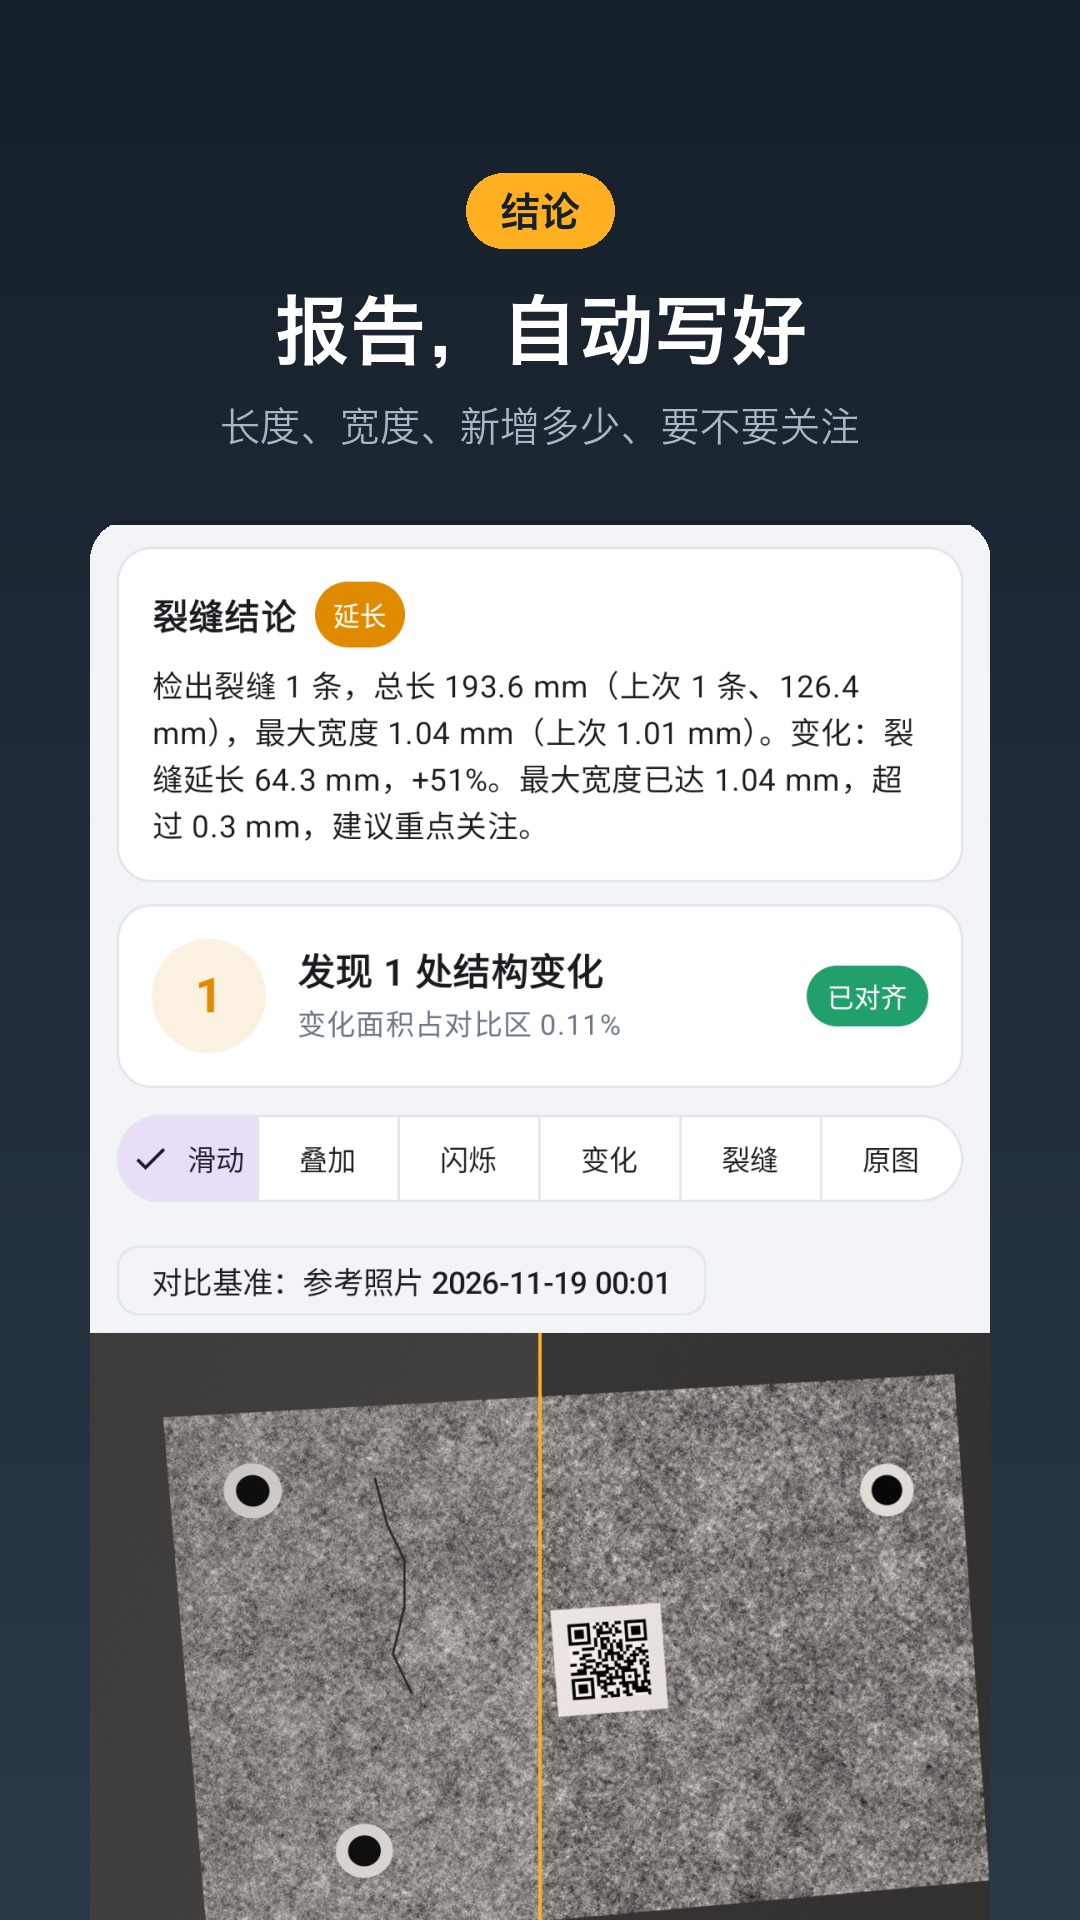 结论
报告，自动写好
长度、宽度、新增多少、要不要关注
裂缝结论 延长
检出裂缝 1 条，总长 193.6 mm（上次 1 条、126.4
mm），最大宽度 1.04 mm（上次 1.01 mm）。变化：裂
缝延长 64.3 mm，+51%。最大宽度已达 1.04 mm，超
过 0.3 mm，建议重点关注。
1
发现 1 处结构变化
变化面积占对比区 0.11%
已对齐
滑动 叠加 闪烁 变化 裂缝 原图
对比基准：参考照片 2026-11-19 00:01